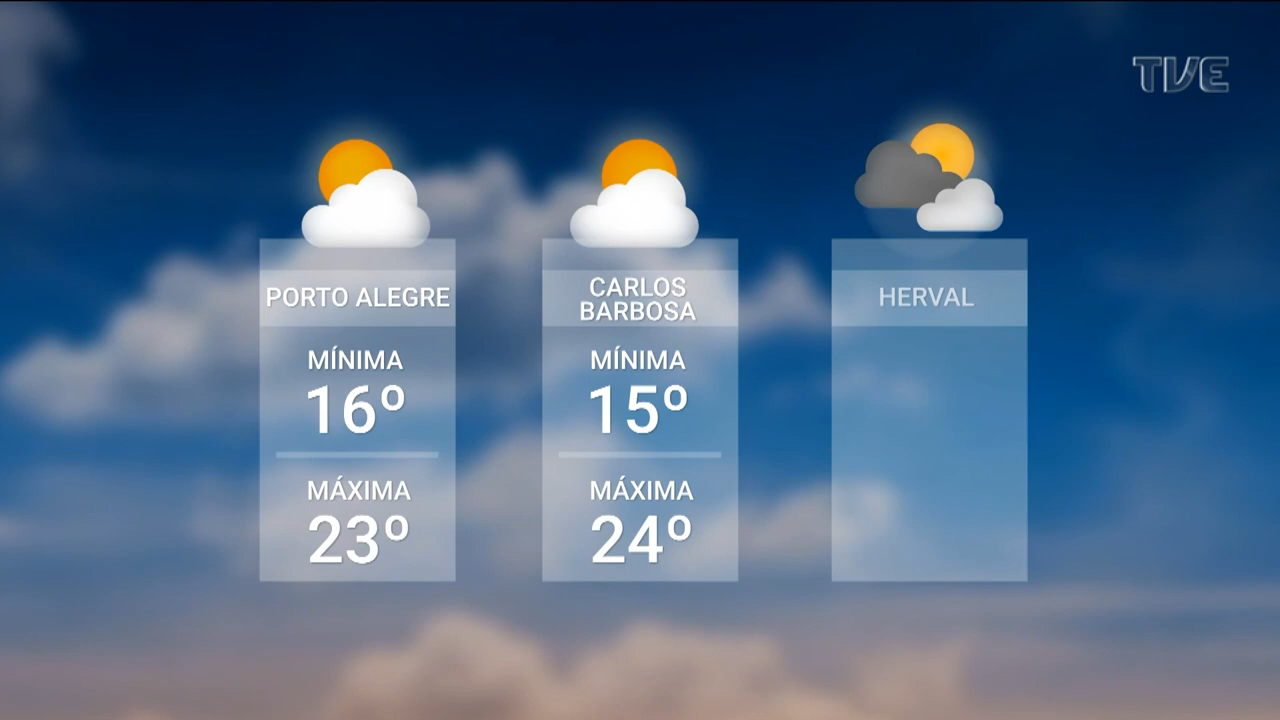 TVE
PORTO ALEGRE
MÍNIMA
16º
MÁXIMA
23º
CARLOS
BARBOSA
MÍNIMA
15º
MÁXIMA
24º
HERVAL